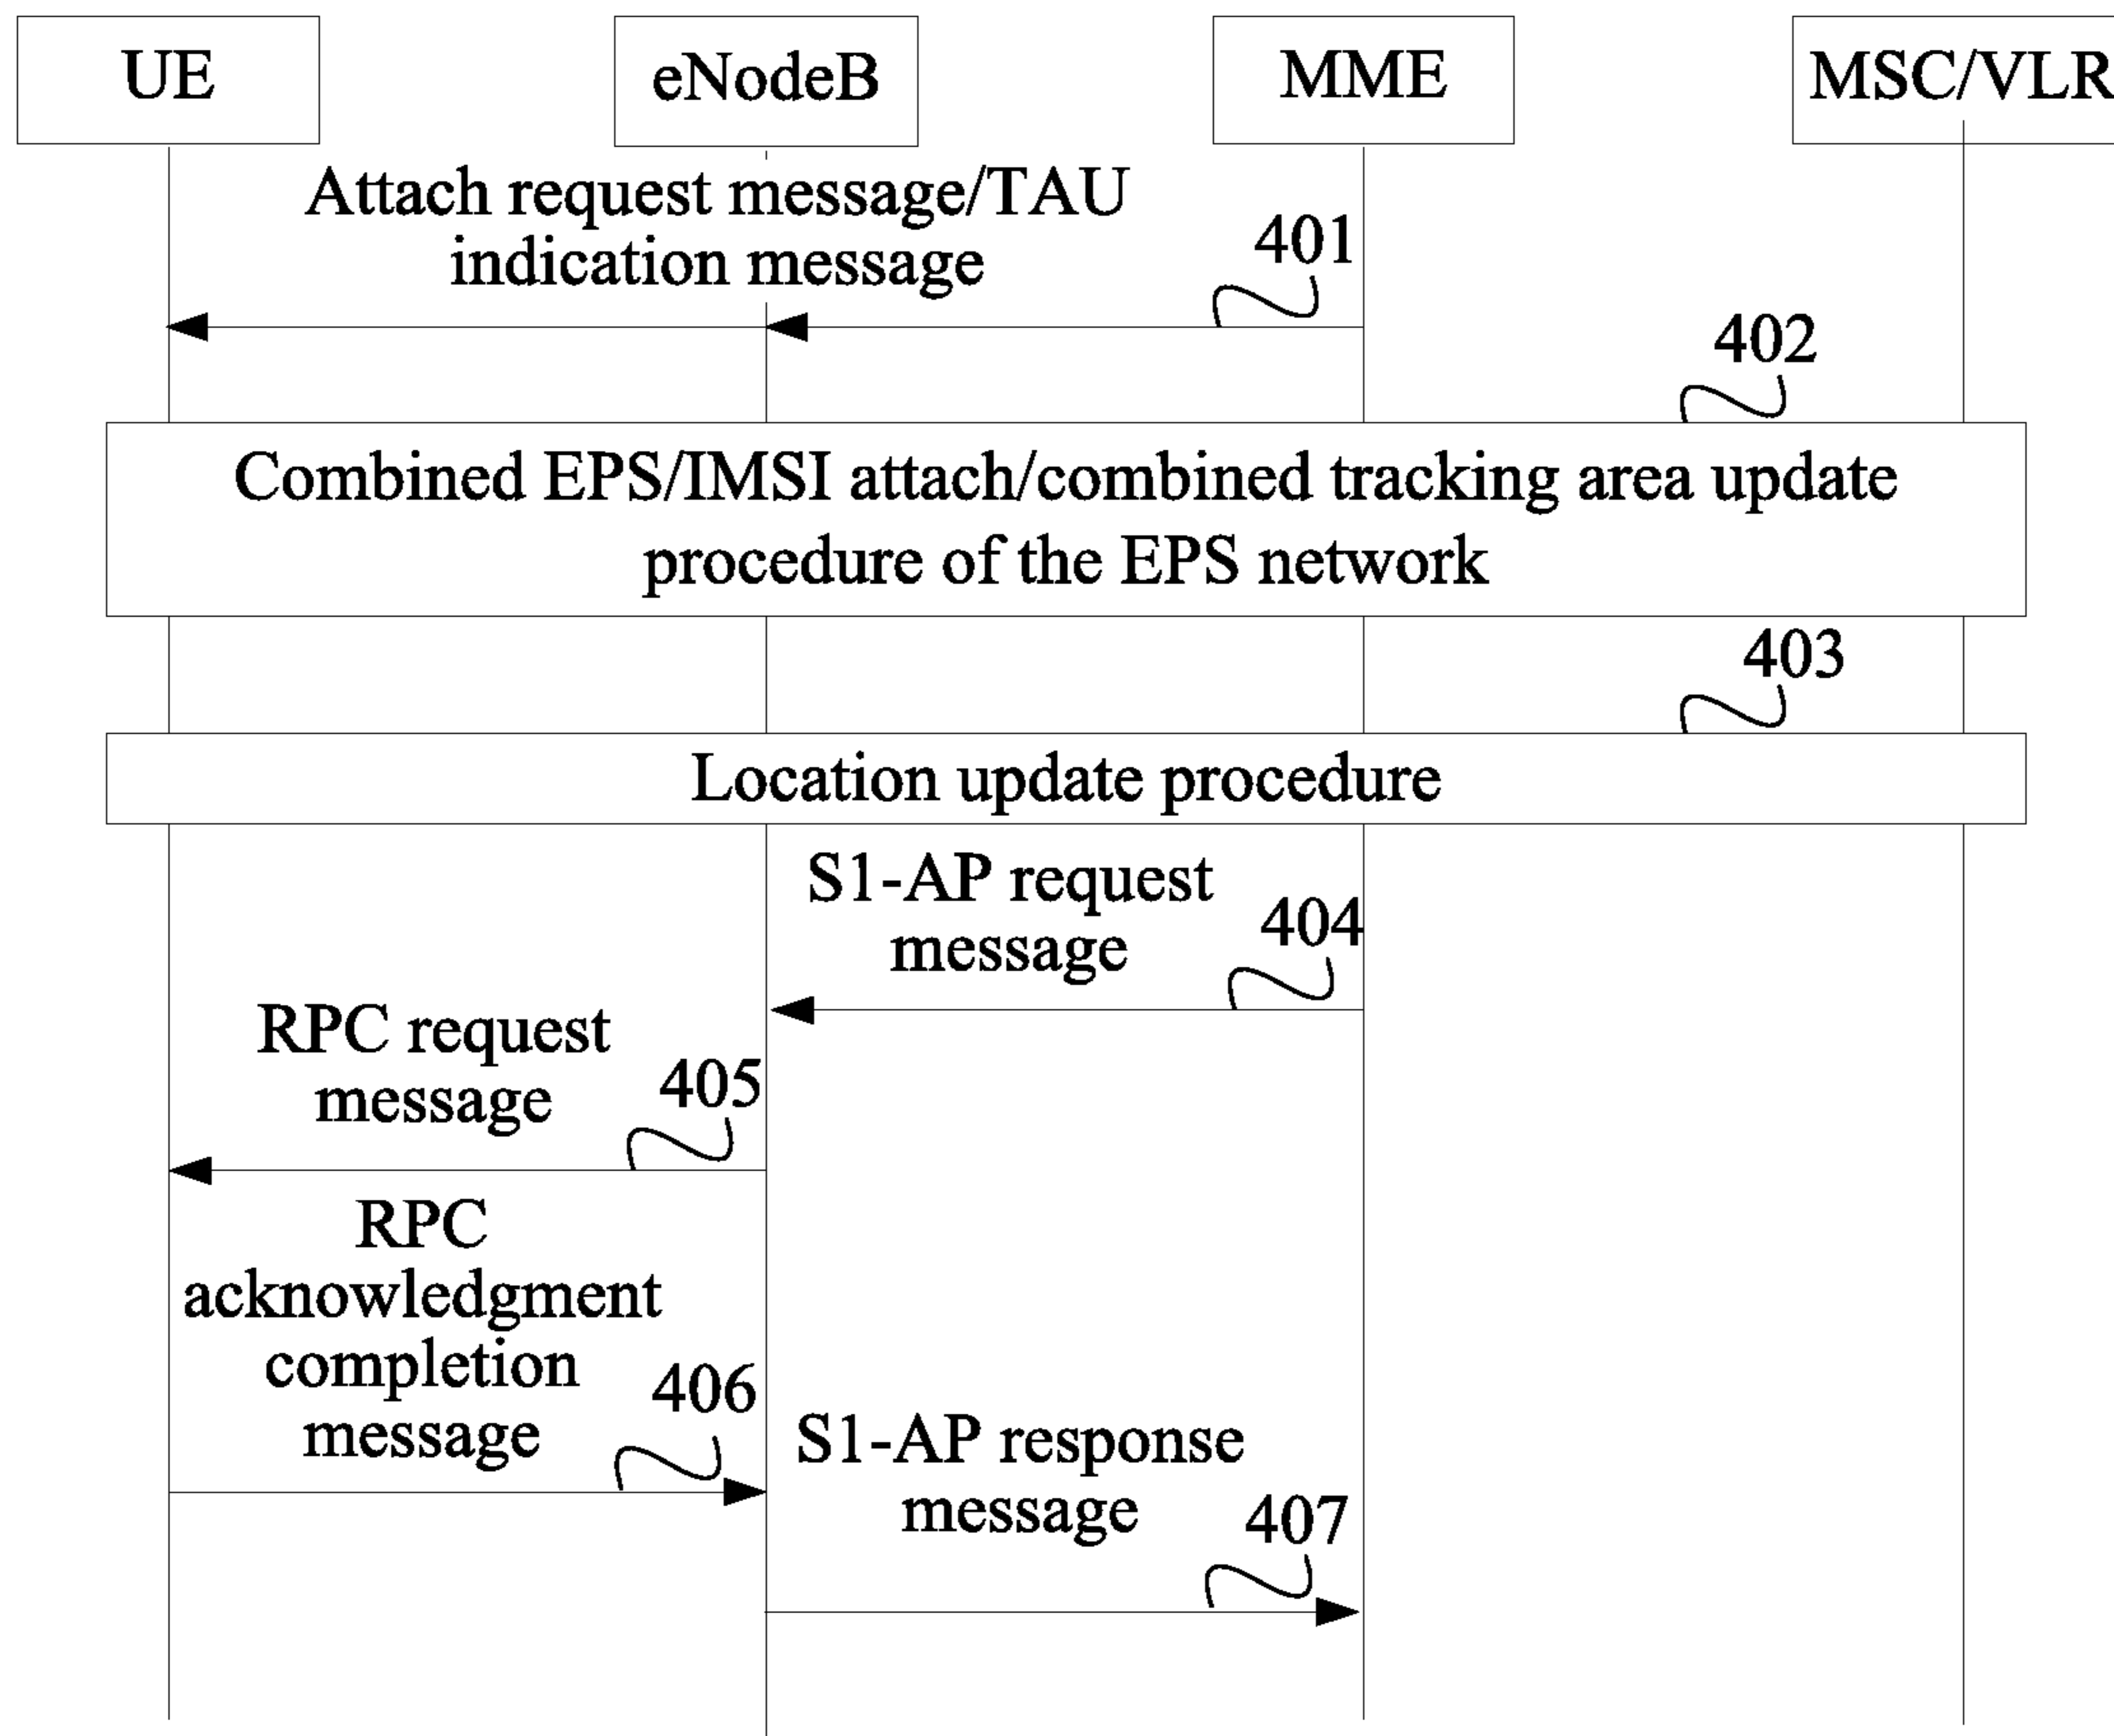 UE
eNodeB
MME
MSC/VLR
Attach request message/TAU
indication message
401
402
Combined EPS/IMSI attach/combined tracking area update
procedure of the EPS network
403
Location update procedure
S1-AP request
message
404
RPC request
message
405
RPC
acknowledgment
completion
message
406
S1-AP response
message
407